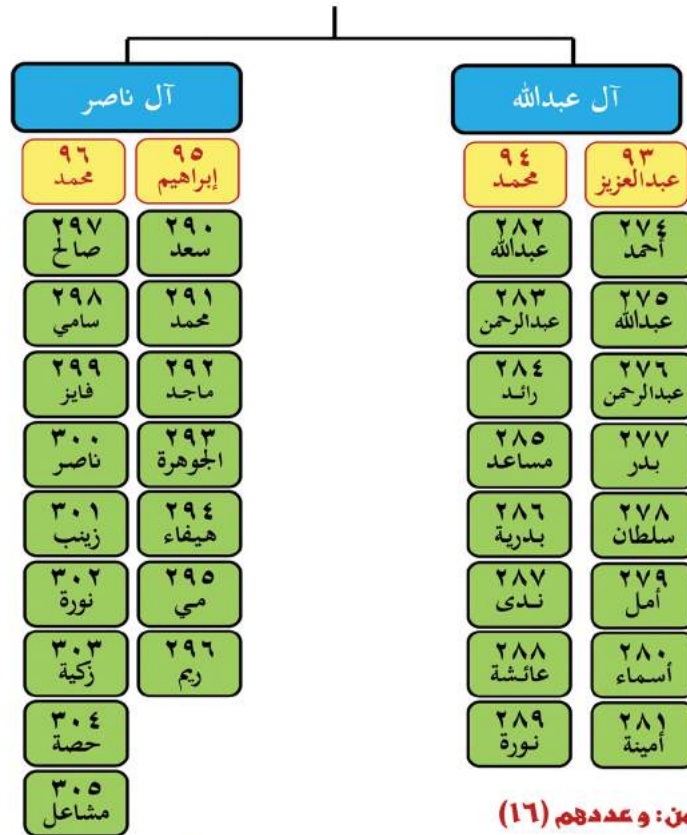 آل عبدالله
٩٣
عبدالعزيز
٢٧٤
أحمد
٢٧٥
عبدالله
٢٧٦
عبدالرحمن
٢٧٧
بدر
٢٧٨
سلطان
٢٧٩
أمل
٢٨٠
أسماء
٢٨١
أمينة
٩٤
محمد
٢٨٢
عبدالله
٢٨٣
عبدالرحمن
٢٨٤
رائد
٢٨٥
مساعد
٢٨٦
بدرية
٢٨٧
ندى
٢٨٨
عائشة
٢٨٩
نورة
آل ناصر
٩٥
إبراهيم
٢٩٠
سعد
٢٩١
محمد
٢٩٢
ماجد
٢٩٣
الجوهرة
٢٩٤
هيفاء
٢٩٥
مي
٢٩٦
ريم
٩٦
محمد
٢٩٧
صالح
٢٩٨
سامي
٢٩٩
فايز
٣٠٠
ناصر
٣٠١
زينب
٣٠٢
نورة
٣٠٣
زكية
٣٠٤
حصة
٣٠٥
مشاعل
وعددهم (١٦)